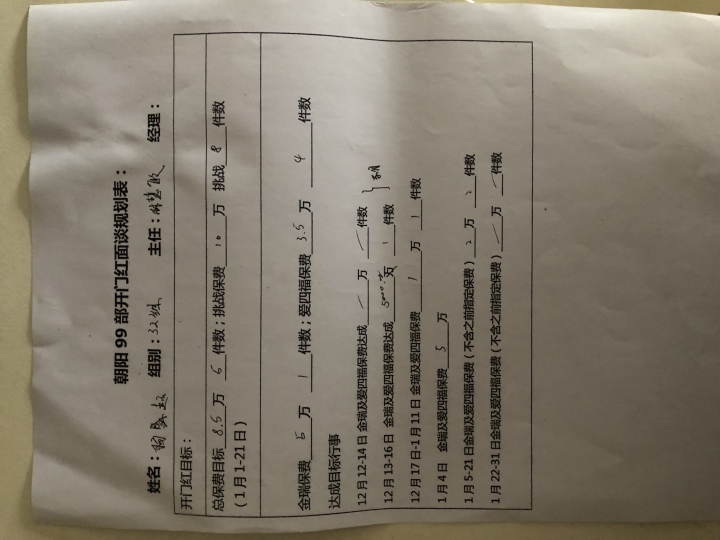 朝阳 99 部开门红面谈规划表：
姓名： 组别：32组 主任： 经理：
开门红目标：
总保费目标 8.5 万 5 件数；挑战保费 10 万 挑战 8 件数
（1 月 1-21 日）
金瑞保费 5 万 1 件数；爱四福保费 3.5 万 4 件数
达成目标行事
12 月 12-14 日 金瑞及爱四福保费达成 万 件数
12 月 13-16 日 金瑞及爱四福保费达成 万 1 件数
12 月 17 日-1 月 11 日 金瑞及爱四福保费 1 万 1 件数
1 月 4 日 金瑞及爱四福保费 5 万
1 月 5-21 日金瑞及爱四福保费（不含之前指定保费） 2 万 2 件数
1 月 22-31 日金瑞及爱四福保费（不含之前指定保费） 万 件数